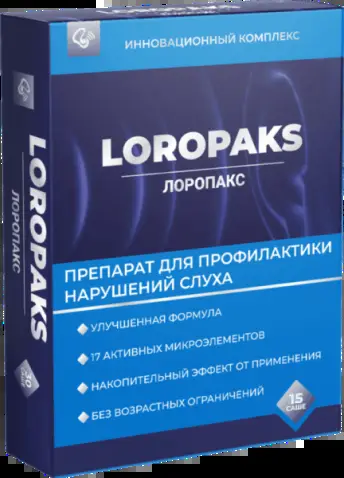 ИННОВАЦИОННЫЙ КОМПЛЕКС
LOROPAKS
ЛОРОПАКС
ПРЕПАРАТ ДЛЯ ПРОФИЛАКТИКИ
НАРУШЕНИЙ СЛУХА
УЛУЧШЕННАЯ ФОРМУЛА
17 АКТИВНЫХ МИКРОЭЛЕМЕНТОВ
НАКОПИТЕЛЬНЫЙ ЭФФЕКТ ОТ ПРИМЕНЕНИЯ
БЕЗ ВОЗРАСТНЫХ ОГРАНИЧЕНИЙ
15
САШЕ
LOROPAKS
ЛОРОПАКС